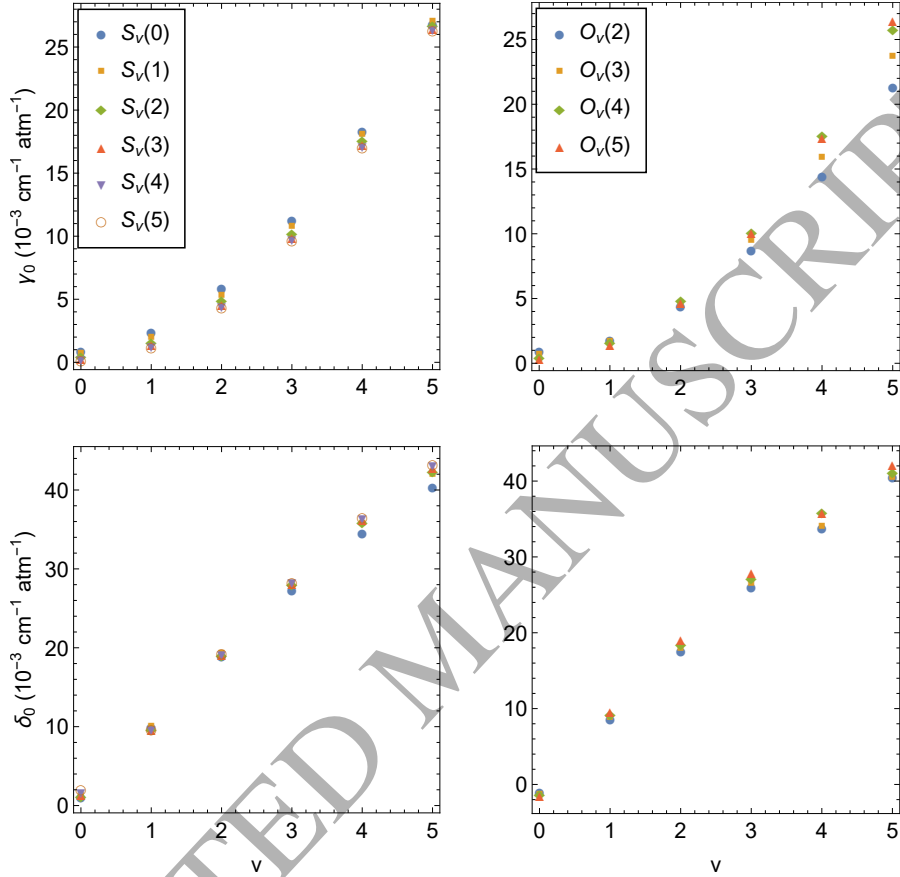 S_v(0)
S_v(1)
S_v(2)
S_v(3)
S_v(4)
S_v(5)
γ₀ (10⁻³ cm⁻¹ atm⁻¹)
25
20
15
10
5
0
0 1 2 3 4 5
O_v(2)
O_v(3)
O_v(4)
O_v(5)
25
20
15
10
5
0
0 1 2 3 4 5
δ₀ (10⁻³ cm⁻¹ atm⁻¹)
40
30
20
10
0
0 1 2 3 4 5
v
40
30
20
10
0
0 1 2 3 4 5
v
TED MANUSCRIP